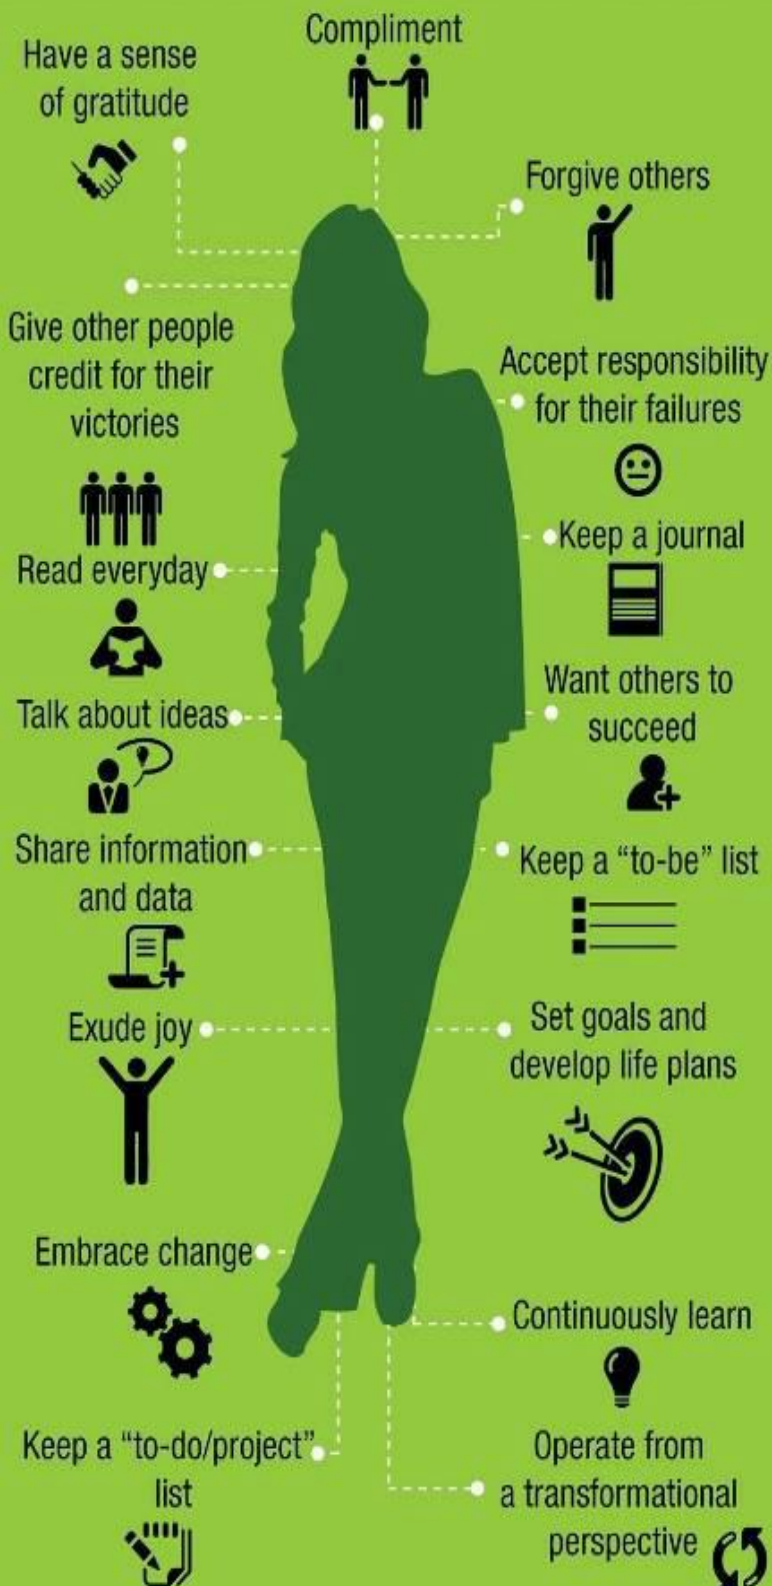 Compliment
Have a sense
of gratitude
Forgive others
Give other people
credit for their
victories
Accept responsibility
for their failures
Keep a journal
Read everyday
Want others to
succeed
Talk about ideas
Share information
and data
Keep a “to-be” list
Exude joy
Set goals and
develop life plans
Embrace change
Continuously learn
Keep a “to-do/project”
list
Operate from
a transformational
perspective